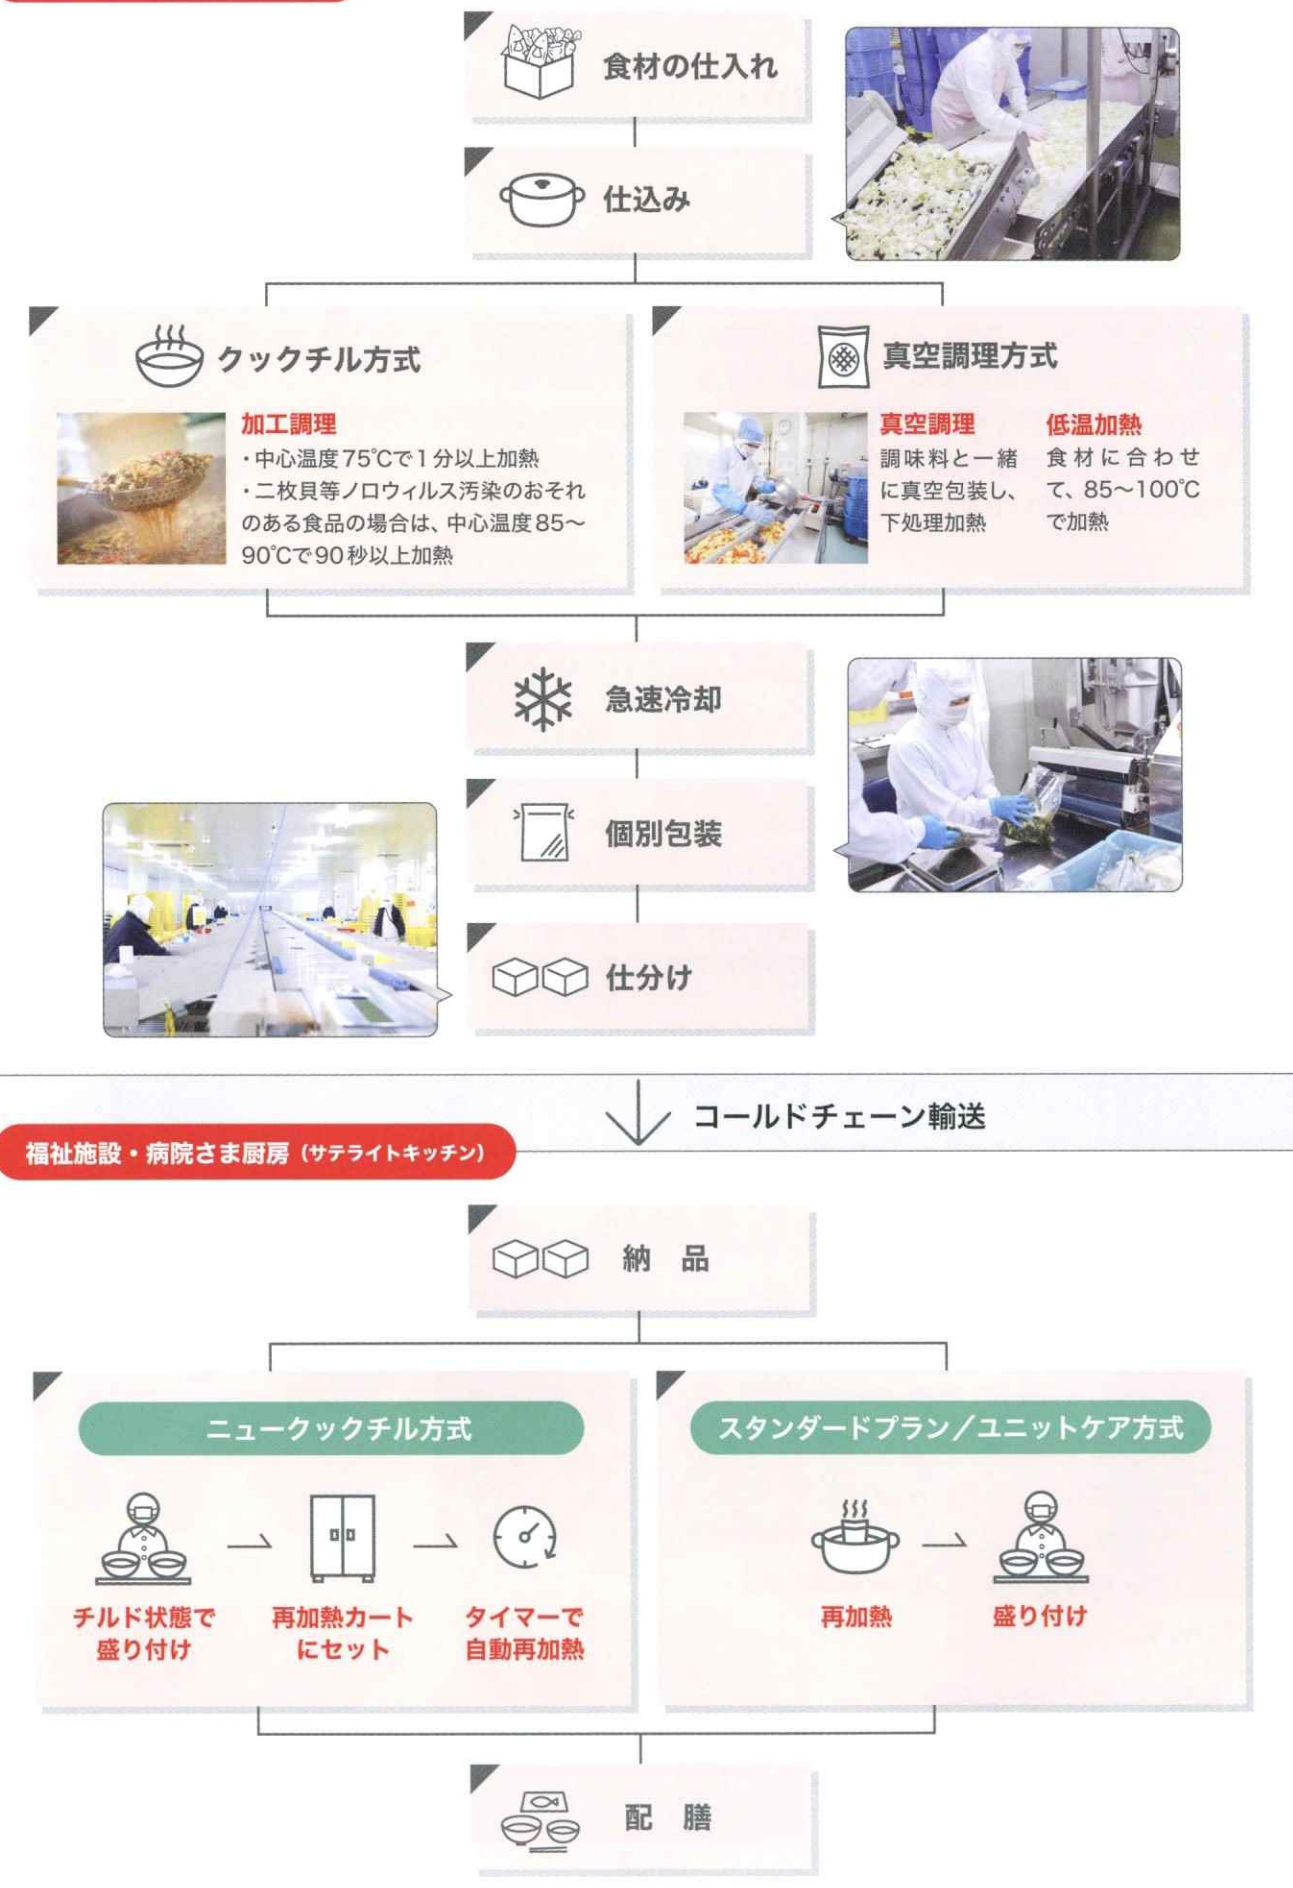 食材の仕入れ
仕込み
クックチル方式
加工調理
・中心温度75℃で1分以上加熱
・二枚貝等ノロウィルス汚染のおそれ
のある食品の場合は、中心温度85〜
90℃で90秒以上加熱
真空調理方式
真空調理
調味料と一緒
に真空包装し、
下処理加熱
低温加熱
食材に合わせ
て、85〜100℃
で加熱
急速冷却
個別包装
仕分け
コールドチェーン輸送
福祉施設・病院さま厨房（サテライトキッチン）
納　品
ニュークックチル方式
チルド状態で
盛り付け
再加熱カート
にセット
タイマーで
自動再加熱
スタンダードプラン／ユニットケア方式
再加熱
盛り付け
配　膳